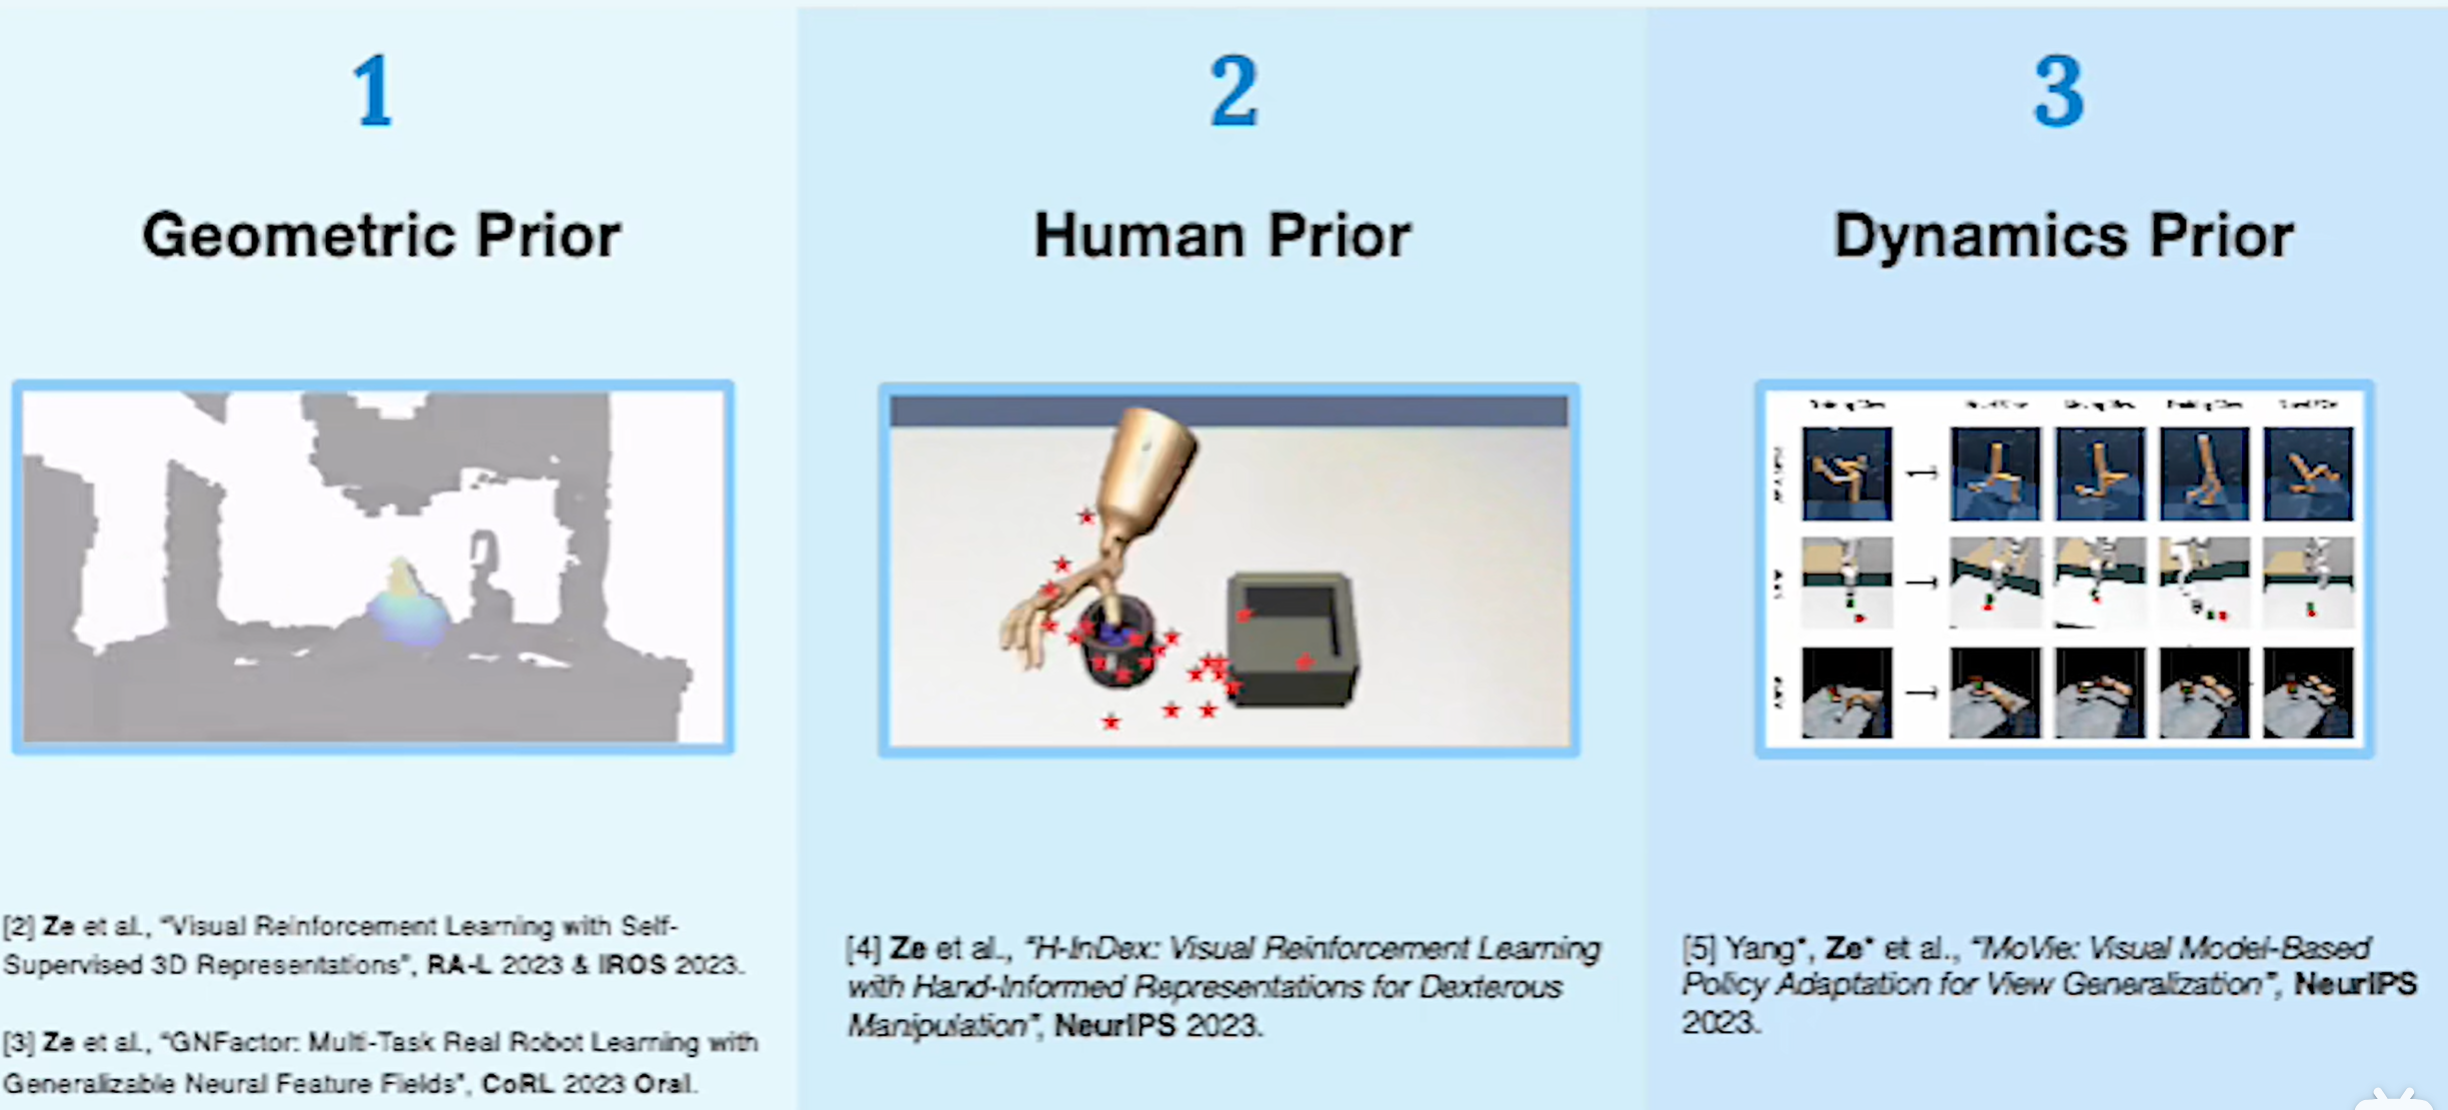 1
Geometric Prior
[2] Ze et al., "Visual Reinforcement Learning with Self-
Supervised 3D Representations", RA-L 2023 & IROS 2023.
[3] Ze et al., "GNFactor: Multi-Task Real Robot Learning with
Generalizable Neural Feature Fields", CoRL 2023 Oral.
2
Human Prior
[4] Ze et al., "H-InDex: Visual Reinforcement Learning
with Hand-Informed Representations for Dexterous
Manipulation", NeurIPS 2023.
3
Dynamics Prior
[5] Yang*, Ze* et al., "MoVie: Visual Model-Based
Policy Adaptation for View Generalization", NeurIPS
2023.